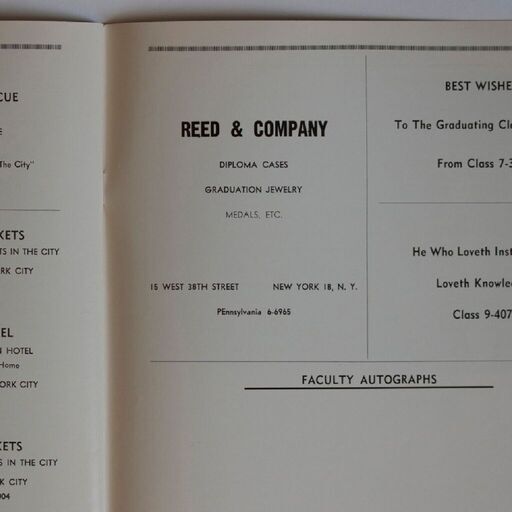 CUE
E
The City"
KETS
TS IN THE CITY
RK CITY
EL
N HOTEL
Home
ORK CITY
KETS
S IN THE CITY
K CITY
004
REED & COMPANY
DIPLOMA CASES
GRADUATION JEWELRY
MEDALS, ETC.
15 WEST 38TH STREET NEW YORK 18, N. Y.
PEnnsylvania 6-6965
BEST WISHE
To The Graduating Cl
From Class 7-3
He Who Loveth Inst
Loveth Knowle
Class 9-407
FACULTY AUTOGRAPHS